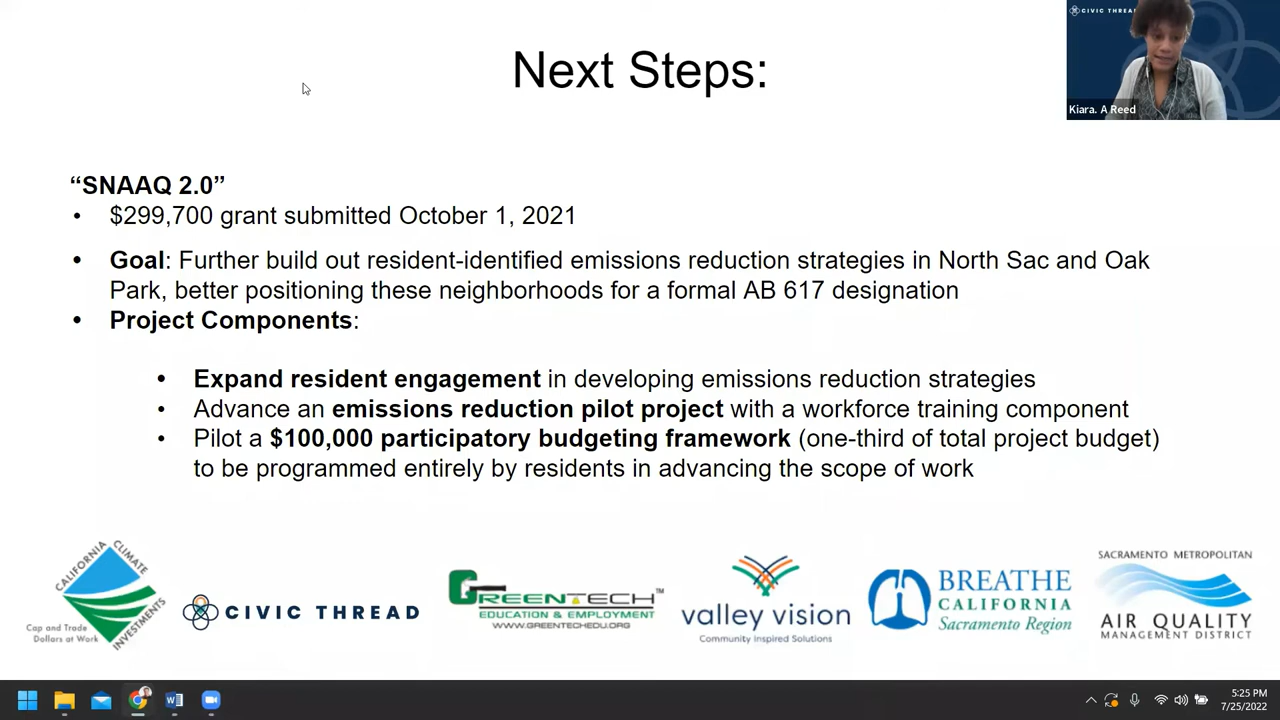 CIVIC THREAD
Next Steps:
Kiara. A Reed
“SNAAQ 2.0”
• $299,700 grant submitted October 1, 2021
• Goal: Further build out resident-identified emissions reduction strategies in North Sac and Oak
Park, better positioning these neighborhoods for a formal AB 617 designation
• Project Components:
• Expand resident engagement in developing emissions reduction strategies
• Advance an emissions reduction pilot project with a workforce training component
• Pilot a $100,000 participatory budgeting framework (one-third of total project budget)
to be programmed entirely by residents in advancing the scope of work
CALIFORNIA CLIMATE INVESTMENTS
Cap and Trade
Dollars at Work
CIVIC THREAD
GREENTECH™
EDUCATION & EMPLOYMENT
WWW.GREENTECHEDU.ORG
valley vision
Community Inspired Solutions
BREATHE
CALIFORNIA
Sacramento Region
SACRAMENTO METROPOLITAN
AIR QUALITY
MANAGEMENT DISTRICT
5:25 PM
7/25/2022